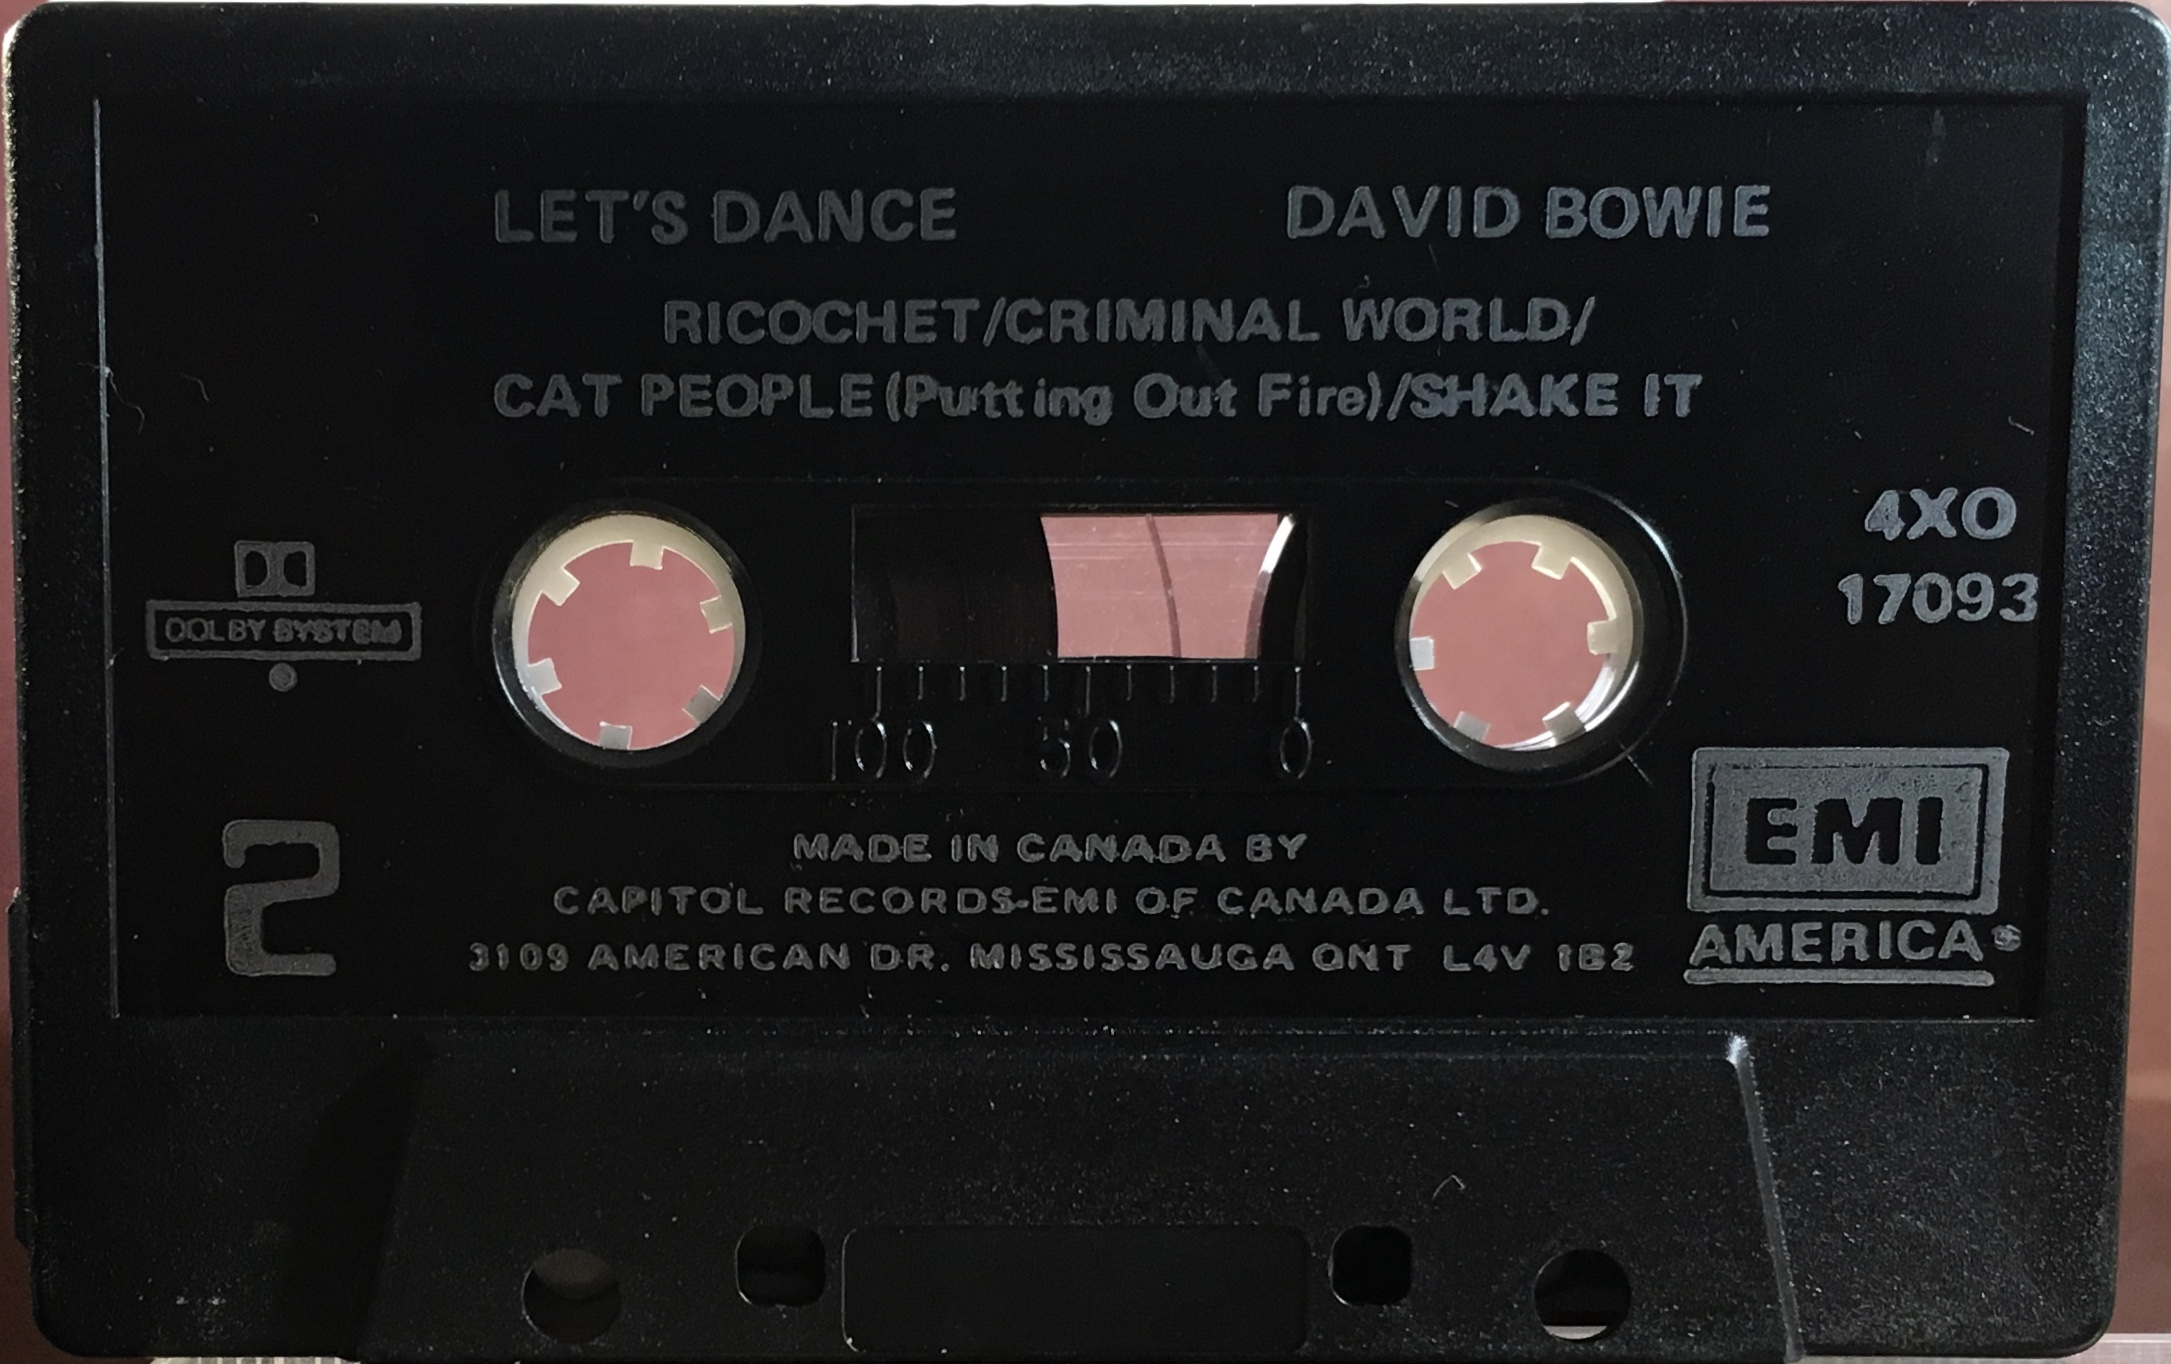 LET'S DANCE DAVID BOWIE
RICOCHET/CRIMINAL WORLD/
CAT PEOPLE (Putting Out Fire)/SHAKE IT
4XO
17093
DOLBY SYSTEM
100 50 0
2
MADE IN CANADA BY
CAPITOL RECORDS-EMI OF CANADA LTD.
3109 AMERICAN DR. MISSISSAUGA ONT L4V 1B2
EMI
AMERICA®